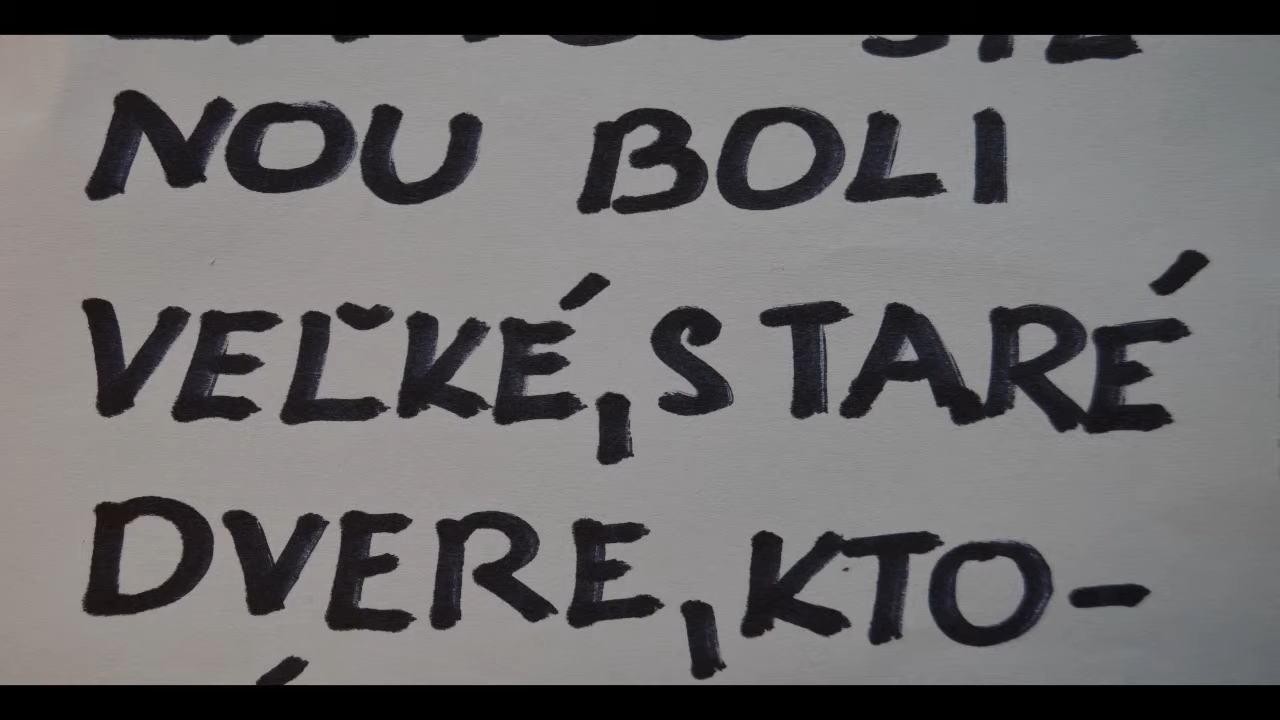 NOU BOLI
VEĽKÉ, STARÉ
DVERE, KTO-